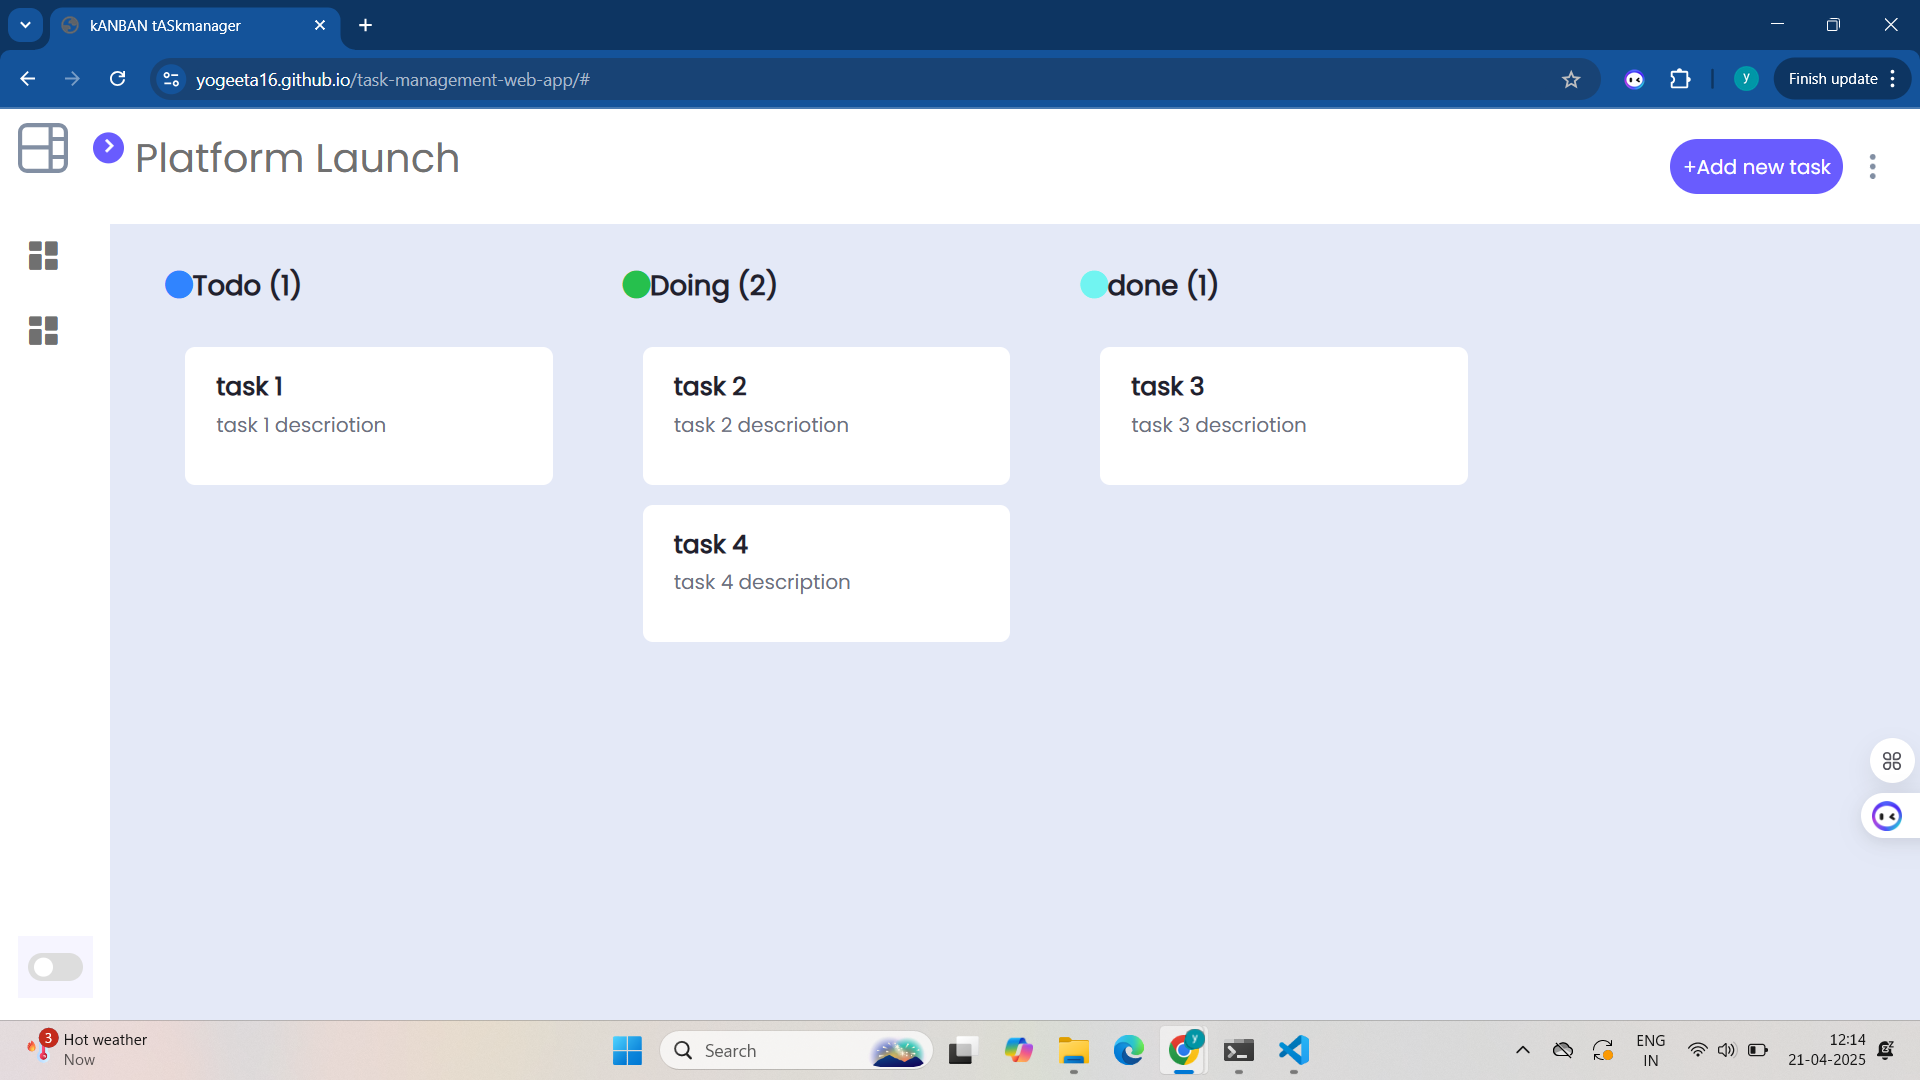 kANBAN tASkmanager
yogeeta16.github.io/task-management-web-app/#
y
Finish update
Platform Launch
+Add new task
Todo (1)
Doing (2)
done (1)
task 1
task 1 descriotion
task 2
task 2 descriotion
task 3
task 3 descriotion
task 4
task 4 description
3
Hot weather
Now
Search
y
ENG
IN
12:14
21-04-2025